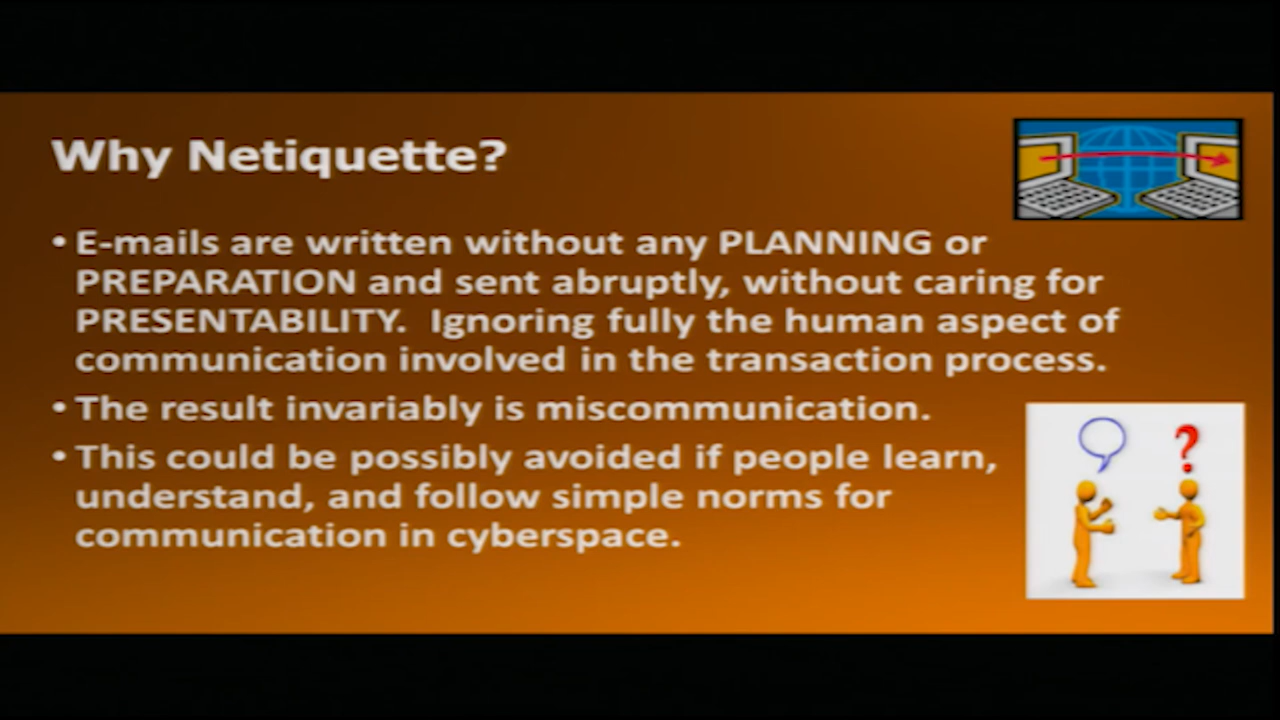 Why Netiquette?
• E-mails are written without any PLANNING or
PREPARATION and sent abruptly, without caring for
PRESENTABILITY.  Ignoring fully the human aspect of
communication involved in the transaction process.
• The result invariably is miscommunication.
• This could be possibly avoided if people learn,
understand, and follow simple norms for
communication in cyberspace.
?